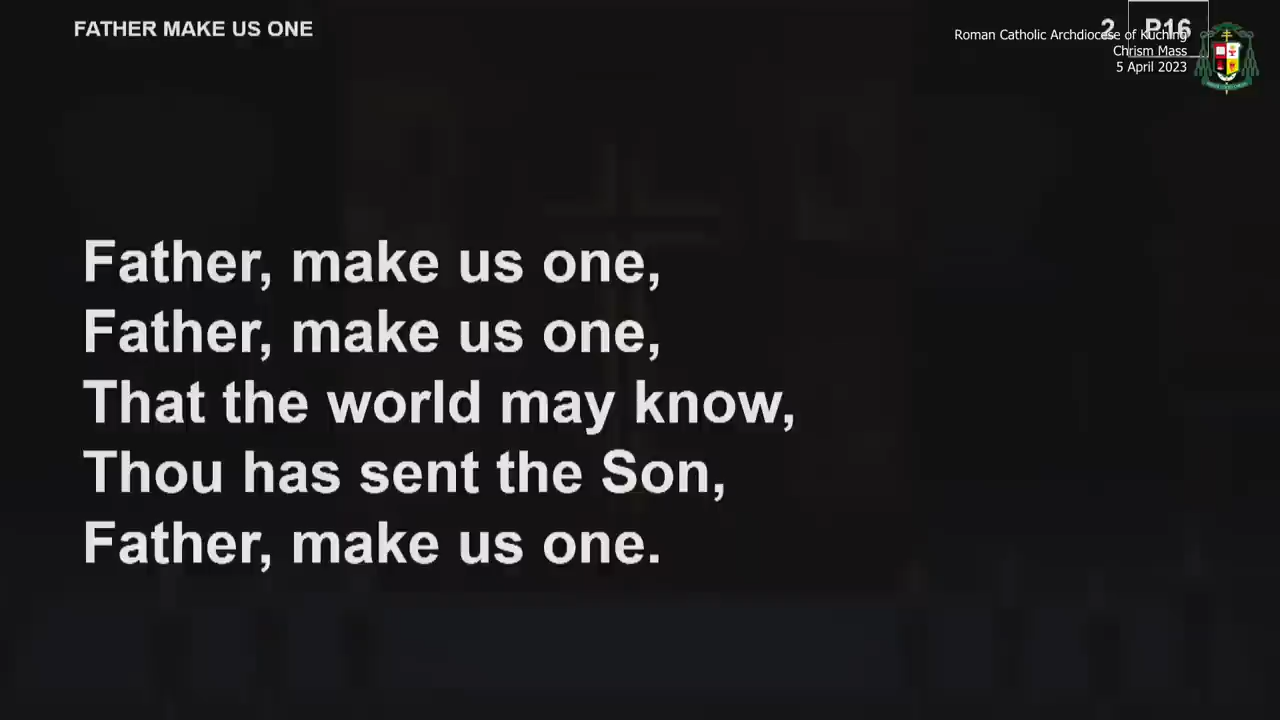 FATHER MAKE US ONE
2 P16
Roman Catholic Archdiocese of Kuching
Chrism Mass
5 April 2023
Father, make us one,
Father, make us one,
That the world may know,
Thou has sent the Son,
Father, make us one.